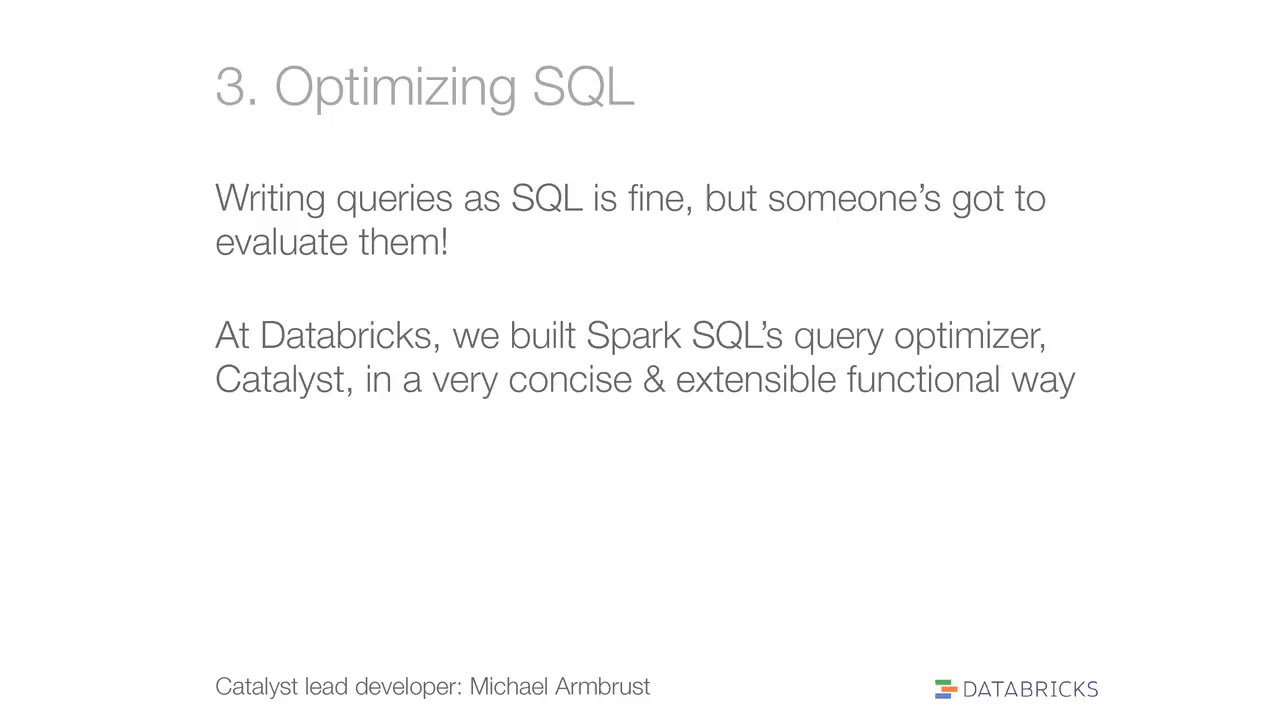 3. Optimizing SQL
Writing queries as SQL is fine, but someone’s got to
evaluate them!
At Databricks, we built Spark SQL’s query optimizer,
Catalyst, in a very concise & extensible functional way
Catalyst lead developer: Michael Armbrust
DATABRICKS